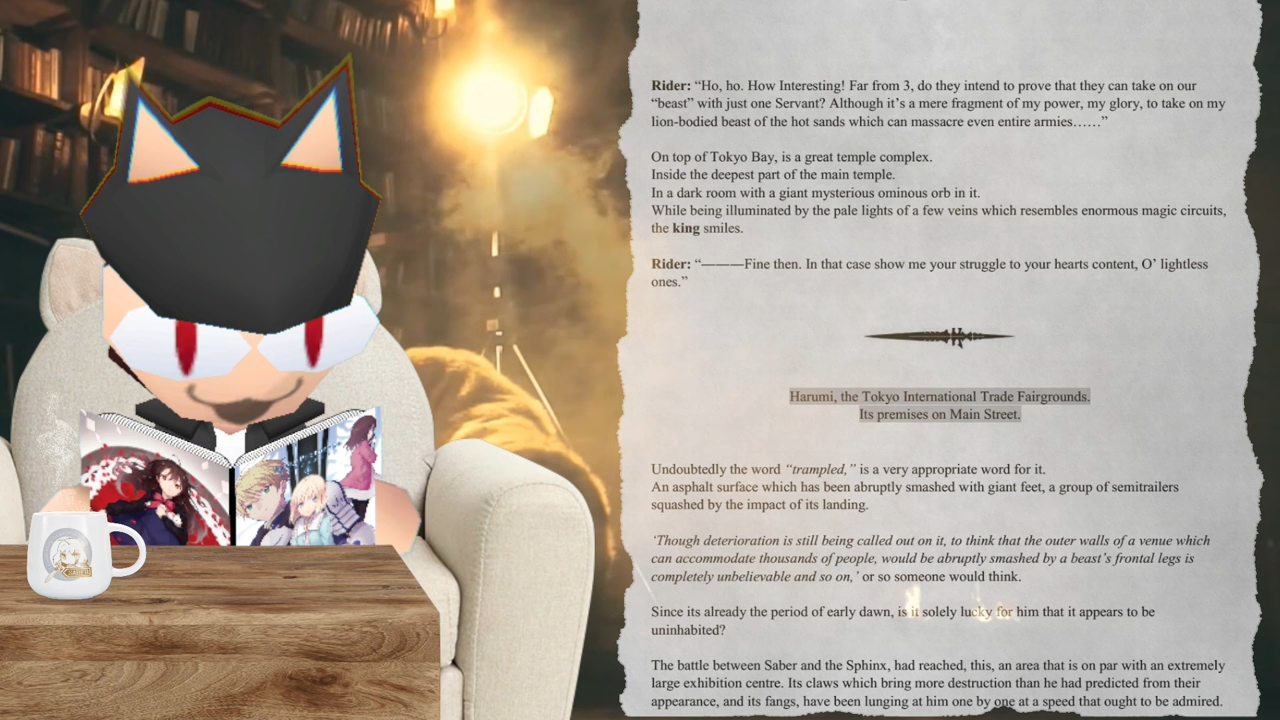 Rider: “Ho, ho. How Interesting! Far from 3, do they intend to prove that they can take on our
“beast” with just one Servant? Although it’s a mere fragment of my power, my glory, to take on my
lion-bodied beast of the hot sands which can massacre even entire armies……”
On top of Tokyo Bay, is a great temple complex.
Inside the deepest part of the main temple.
In a dark room with a giant mysterious ominous orb in it.
While being illuminated by the pale lights of a few veins which resembles enormous magic circuits,
the king smiles.
Rider: “———Fine then. In that case show me your struggle to your hearts content, O’ lightless
ones.”
Harumi, the Tokyo International Trade Fairgrounds.
Its premises on Main Street.
Undoubtedly the word “trampled,” is a very appropriate word for it.
An asphalt surface which has been abruptly smashed with giant feet, a group of semitrailers
squashed by the impact of its landing.
‘Though deterioration is still being called out on it, to think that the outer walls of a venue which
can accommodate thousands of people, would be abruptly smashed by a beast’s frontal legs is
completely unbelievable and so on,’ or so someone would think.
Since its already the period of early dawn, is it solely lucky for him that it appears to be
uninhabited?
The battle between Saber and the Sphinx, had reached, this, an area that is on par with an extremely
large exhibition centre. Its claws which bring more destruction than he had predicted from their
appearance, and its fangs, have been lunging at him one by one at a speed that ought to be admired.